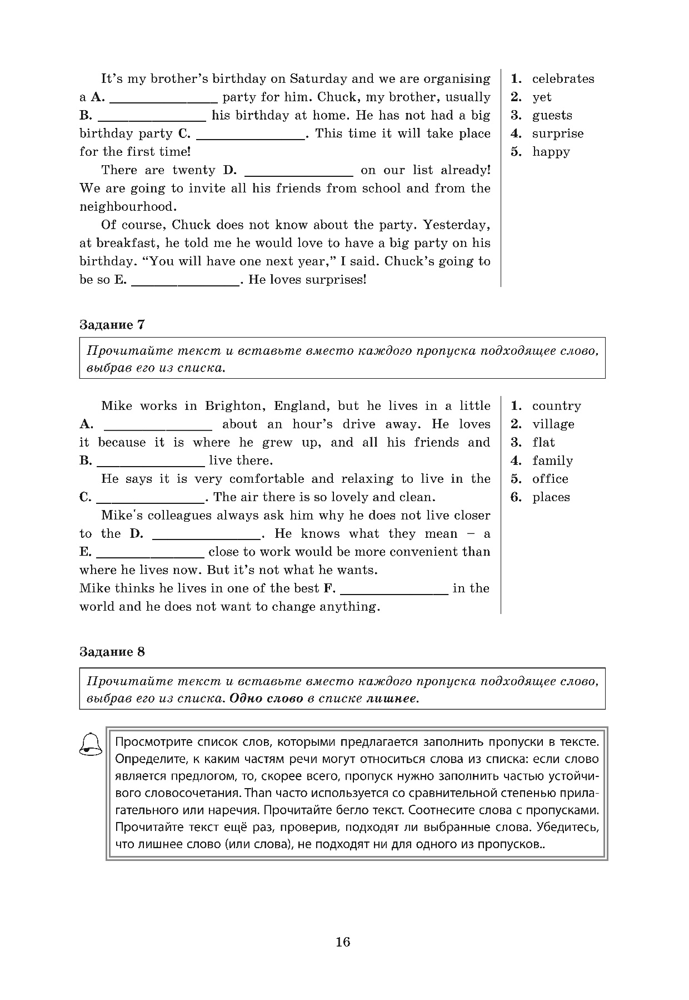 It’s my brother’s birthday on Saturday and we are organising
a A. ______________ party for him. Chuck, my brother, usually
B. ______________ his birthday at home. He has not had a big
birthday party C. ______________. This time it will take place
for the first time!
There are twenty D. ______________ on our list already!
We are going to invite all his friends from school and from the
neighbourhood.
Of course, Chuck does not know about the party. Yesterday,
at breakfast, he told me he would love to have a big party on his
birthday. “You will have one next year,” I said. Chuck’s going to
be so E. ______________. He loves surprises!
1. celebrates
2. yet
3. guests
4. surprise
5. happy
Задание 7
Прочитайте текст и вставьте вместо каждого пропуска подходящее слово,
выбрав его из списка.
Mike works in Brighton, England, but he lives in a little
A. ______________ about an hour’s drive away. He loves
it because it is where he grew up, and all his friends and
B. ______________ live there.
He says it is very comfortable and relaxing to live in the
C. ______________. The air there is so lovely and clean.
Mike's colleagues always ask him why he does not live closer
to the D. ______________. He knows what they mean – a
E. ______________ close to work would be more convenient than
where he lives now. But it’s not what he wants.
Mike thinks he lives in one of the best F. ______________ in the
world and he does not want to change anything.
1. country
2. village
3. flat
4. family
5. office
6. places
Задание 8
Прочитайте текст и вставьте вместо каждого пропуска подходящее слово,
выбрав его из списка. Одно слово в списке лишнее.
Просмотрите список слов, которыми предлагается заполнить пропуски в тексте.
Определите, к каким частям речи могут относиться слова из списка: если слово
является предлогом, то, скорее всего, пропуск нужно заполнить частью устойчи-
вого словосочетания. Than часто используется со сравнительной степенью прила-
гательного или наречия. Прочитайте бегло текст. Соотнесите слова с пропусками.
Прочитайте текст ещё раз, проверив, подходят ли выбранные слова. Убедитесь,
что лишнее слово (или слова), не подходят ни для одного из пропусков..
16